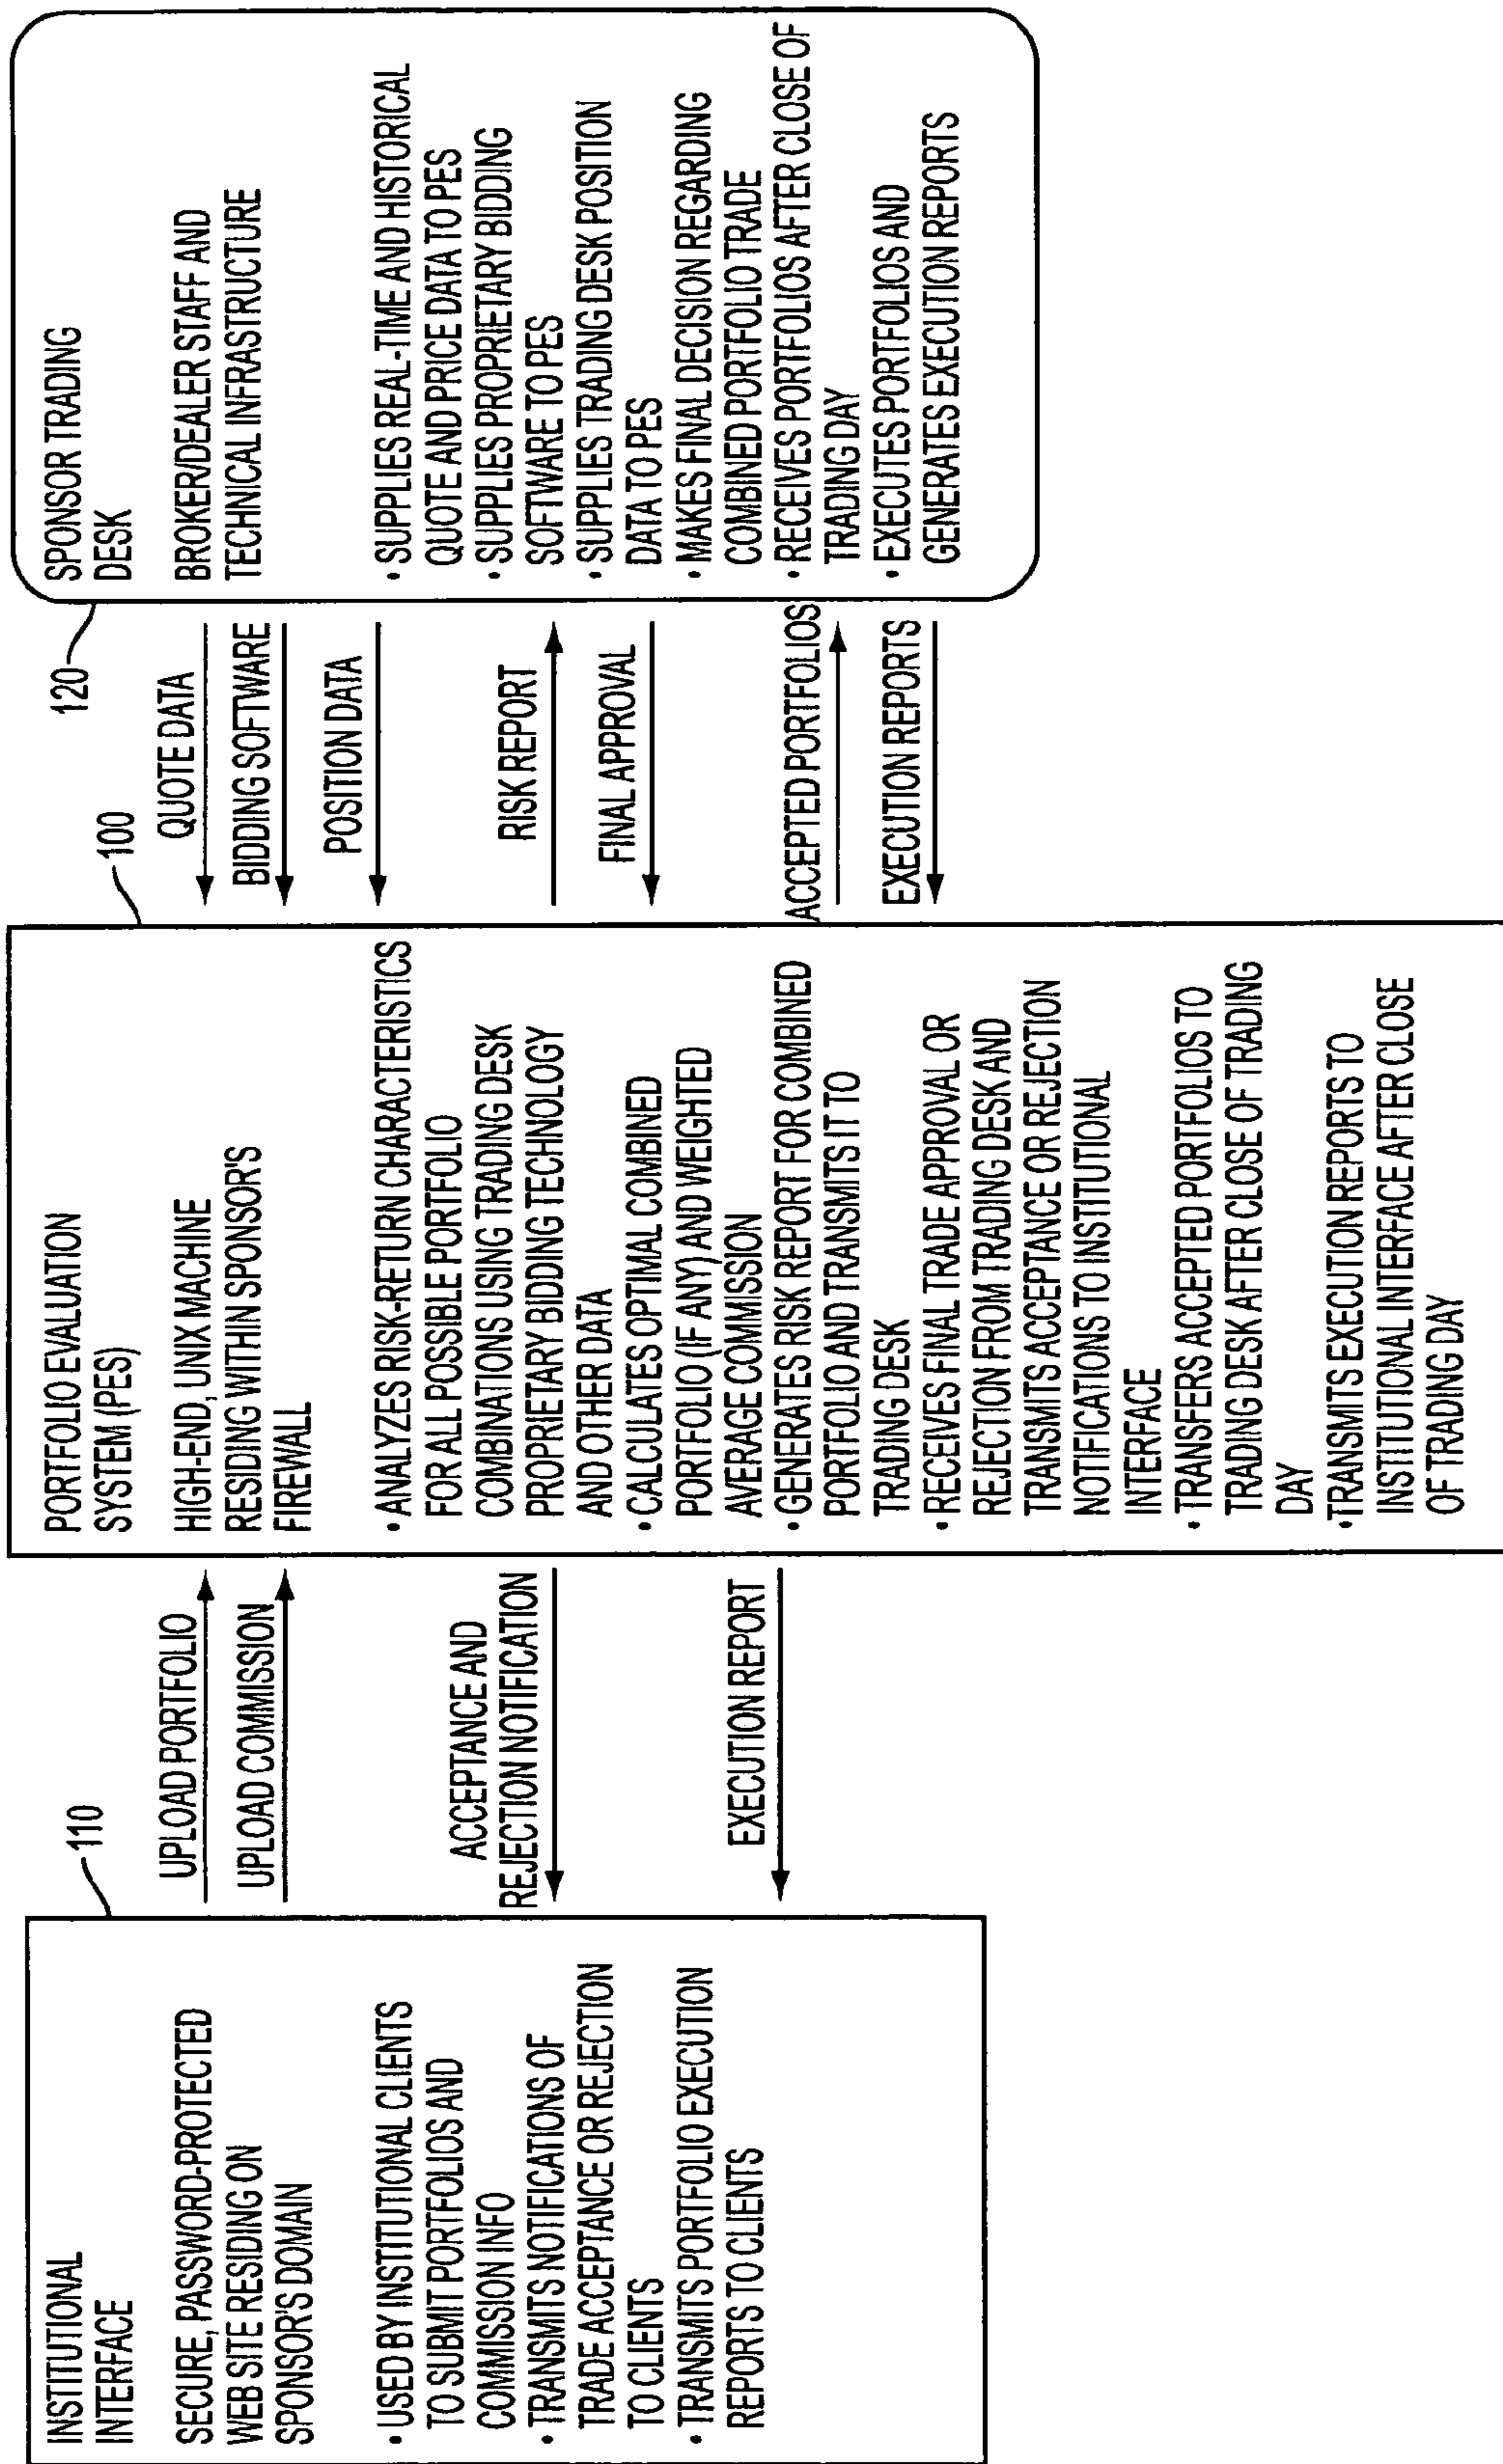 INSTITUTIONAL
INTERFACE
SECURE, PASSWORD-PROTECTED
WEB SITE RESIDING ON
SPONSOR'S DOMAIN
• USED BY INSTITUTIONAL CLIENTS
TO SUBMIT PORTFOLIOS AND
COMMISSION INFO
• TRANSMITS NOTIFICATIONS OF
TRADE ACCEPTANCE OR REJECTION
TO CLIENTS
• TRANSMITS PORTFOLIO EXECUTION
REPORTS TO CLIENTS
110
UPLOAD PORTFOLIO
UPLOAD COMMISSION
ACCEPTANCE AND
REJECTION NOTIFICATION
EXECUTION REPORT
PORTFOLIO EVALUATION
SYSTEM (PES)
HIGH-END, UNIX MACHINE
RESIDING WITHIN SPONSOR'S
FIREWALL
• ANALYZES RISK-RETURN CHARACTERISTICS
FOR ALL POSSIBLE PORTFOLIO
COMBINATIONS USING TRADING DESK
PROPRIETARY BIDDING TECHNOLOGY
AND OTHER DATA
• CALCULATES OPTIMAL COMBINED
PORTFOLIO (IF ANY) AND WEIGHTED
AVERAGE COMMISSION
• GENERATES RISK REPORT FOR COMBINED
PORTFOLIO AND TRANSMITS IT TO
TRADING DESK
• RECEIVES FINAL TRADE APPROVAL OR
REJECTION FROM TRADING DESK AND
TRANSMITS ACCEPTANCE OR REJECTION
NOTIFICATIONS TO INSTITUTIONAL
INTERFACE
• TRANSFERS ACCEPTED PORTFOLIOS TO
TRADING DESK AFTER CLOSE OF TRADING
DAY
• TRANSMITS EXECUTION REPORTS TO
INSTITUTIONAL INTERFACE AFTER CLOSE
OF TRADING DAY
100
QUOTE DATA
BIDDING SOFTWARE
POSITION DATA
RISK REPORT
FINAL APPROVAL
ACCEPTED PORTFOLIOS
EXECUTION REPORTS
120
SPONSOR TRADING
DESK
BROKER/DEALER STAFF AND
TECHNICAL INFRASTRUCTURE
• SUPPLIES REAL-TIME AND HISTORICAL
QUOTE AND PRICE DATA TO PES
• SUPPLIES PROPRIETARY BIDDING
SOFTWARE TO PES
• SUPPLIES TRADING DESK POSITION
DATA TO PES
• MAKES FINAL DECISION REGARDING
COMBINED PORTFOLIO TRADE
• RECEIVES PORTFOLIOS AFTER CLOSE OF
TRADING DAY
• EXECUTES PORTFOLIOS AND
GENERATES EXECUTION REPORTS